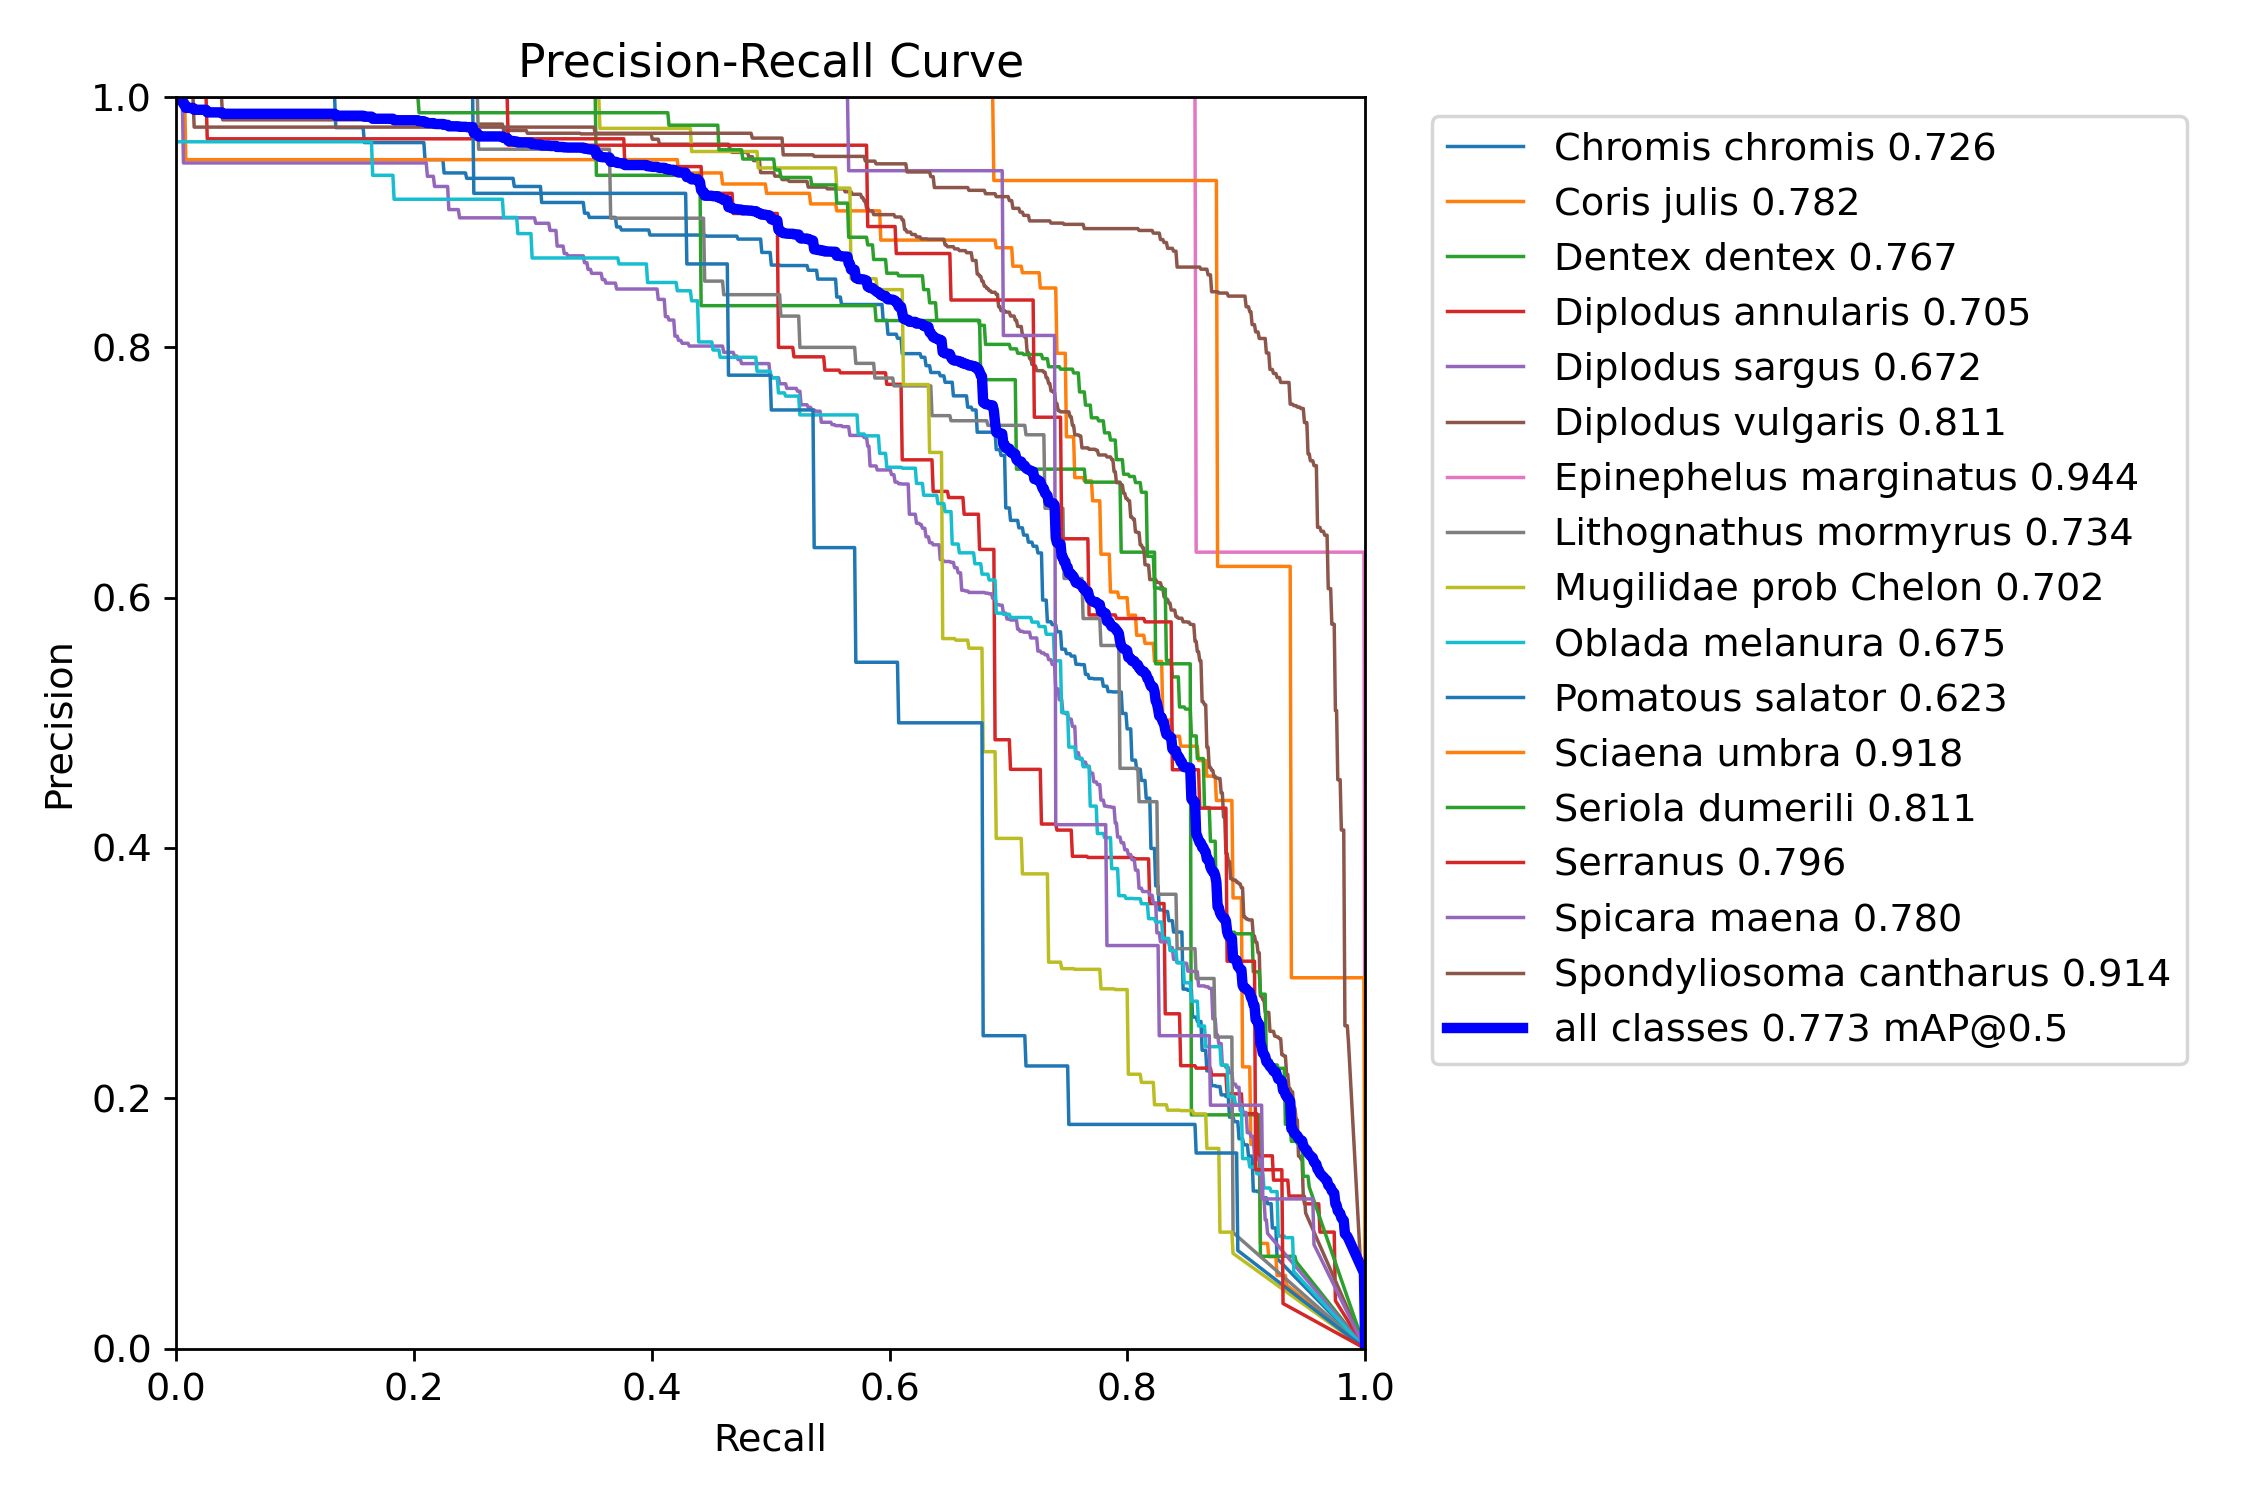 Precision-Recall Curve
1.0
0.8
0.6
0.4
0.2
0.0
Precision
0.0 0.2 0.4 0.6 0.8 1.0
Recall
Chromis chromis 0.726
Coris julis 0.782
Dentex dentex 0.767
Diplodus annularis 0.705
Diplodus sargus 0.672
Diplodus vulgaris 0.811
Epinephelus marginatus 0.944
Lithognathus mormyrus 0.734
Mugilidae prob Chelon 0.702
Oblada melanura 0.675
Pomatous salator 0.623
Sciaena umbra 0.918
Seriola dumerili 0.811
Serranus 0.796
Spicara maena 0.780
Spondyliosoma cantharus 0.914
all classes 0.773 mAP@0.5